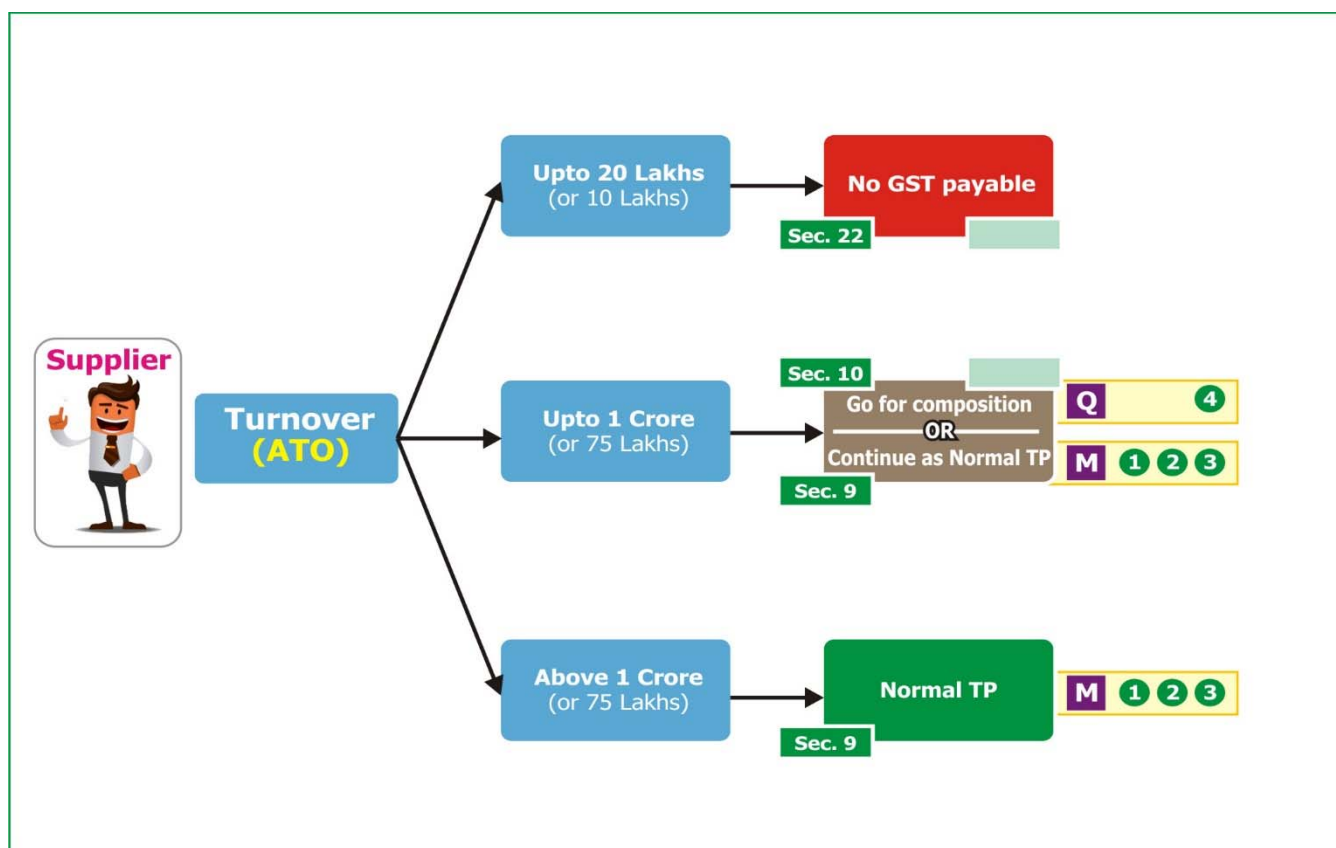 Supplier
Turnover
(ATO)
Upto 20 Lakhs
(or 10 Lakhs)
No GST payable
Sec. 22
Upto 1 Crore
(or 75 Lakhs)
Sec. 10
Go for composition
OR
Continue as Normal TP
Sec. 9
Q 4
M 1 2 3
Above 1 Crore
(or 75 Lakhs)
Normal TP
Sec. 9
M 1 2 3